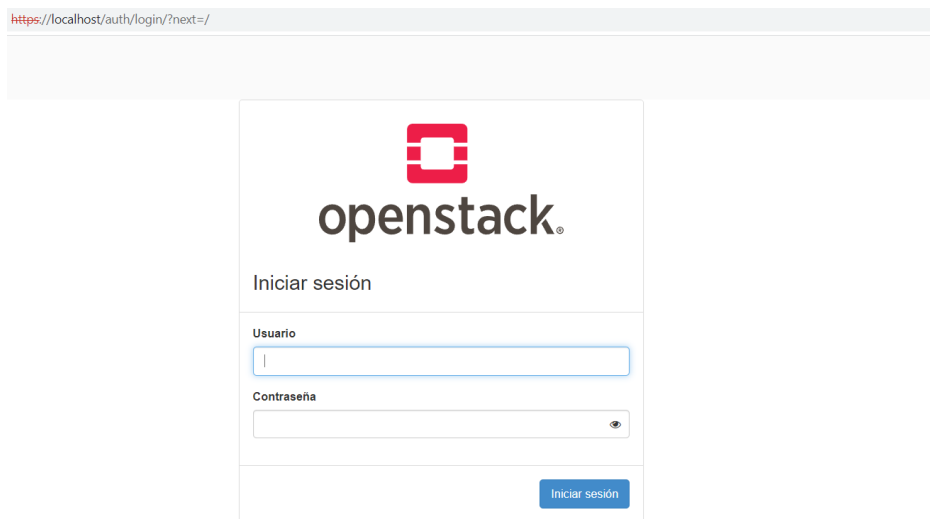 https://localhost/auth/login/?next=/
openstack®
Iniciar sesión
Usuario
Contraseña
Iniciar sesión